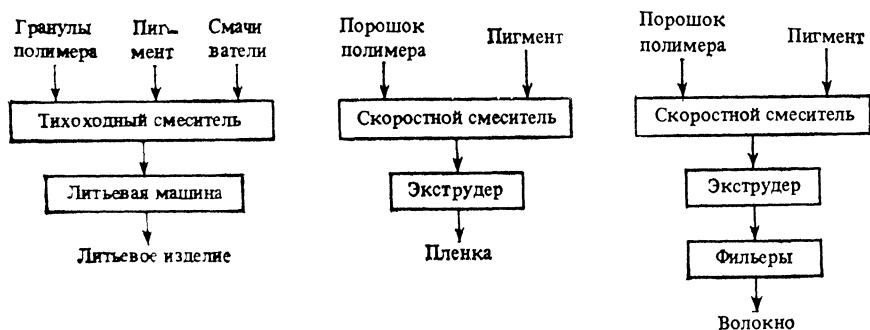 Гранулы
полимера
Пиг-
мент
Смачи
ватели
Тихоходный смеситель
Литьевая машина
Литьевое изделие
Порошок
полимера
Пигмент
Скоростной смеситель
Экструдер
Пленка
Порошок
полимера
Пигмент
Скоростной смеситель
Экструдер
Фильеры
Волокно